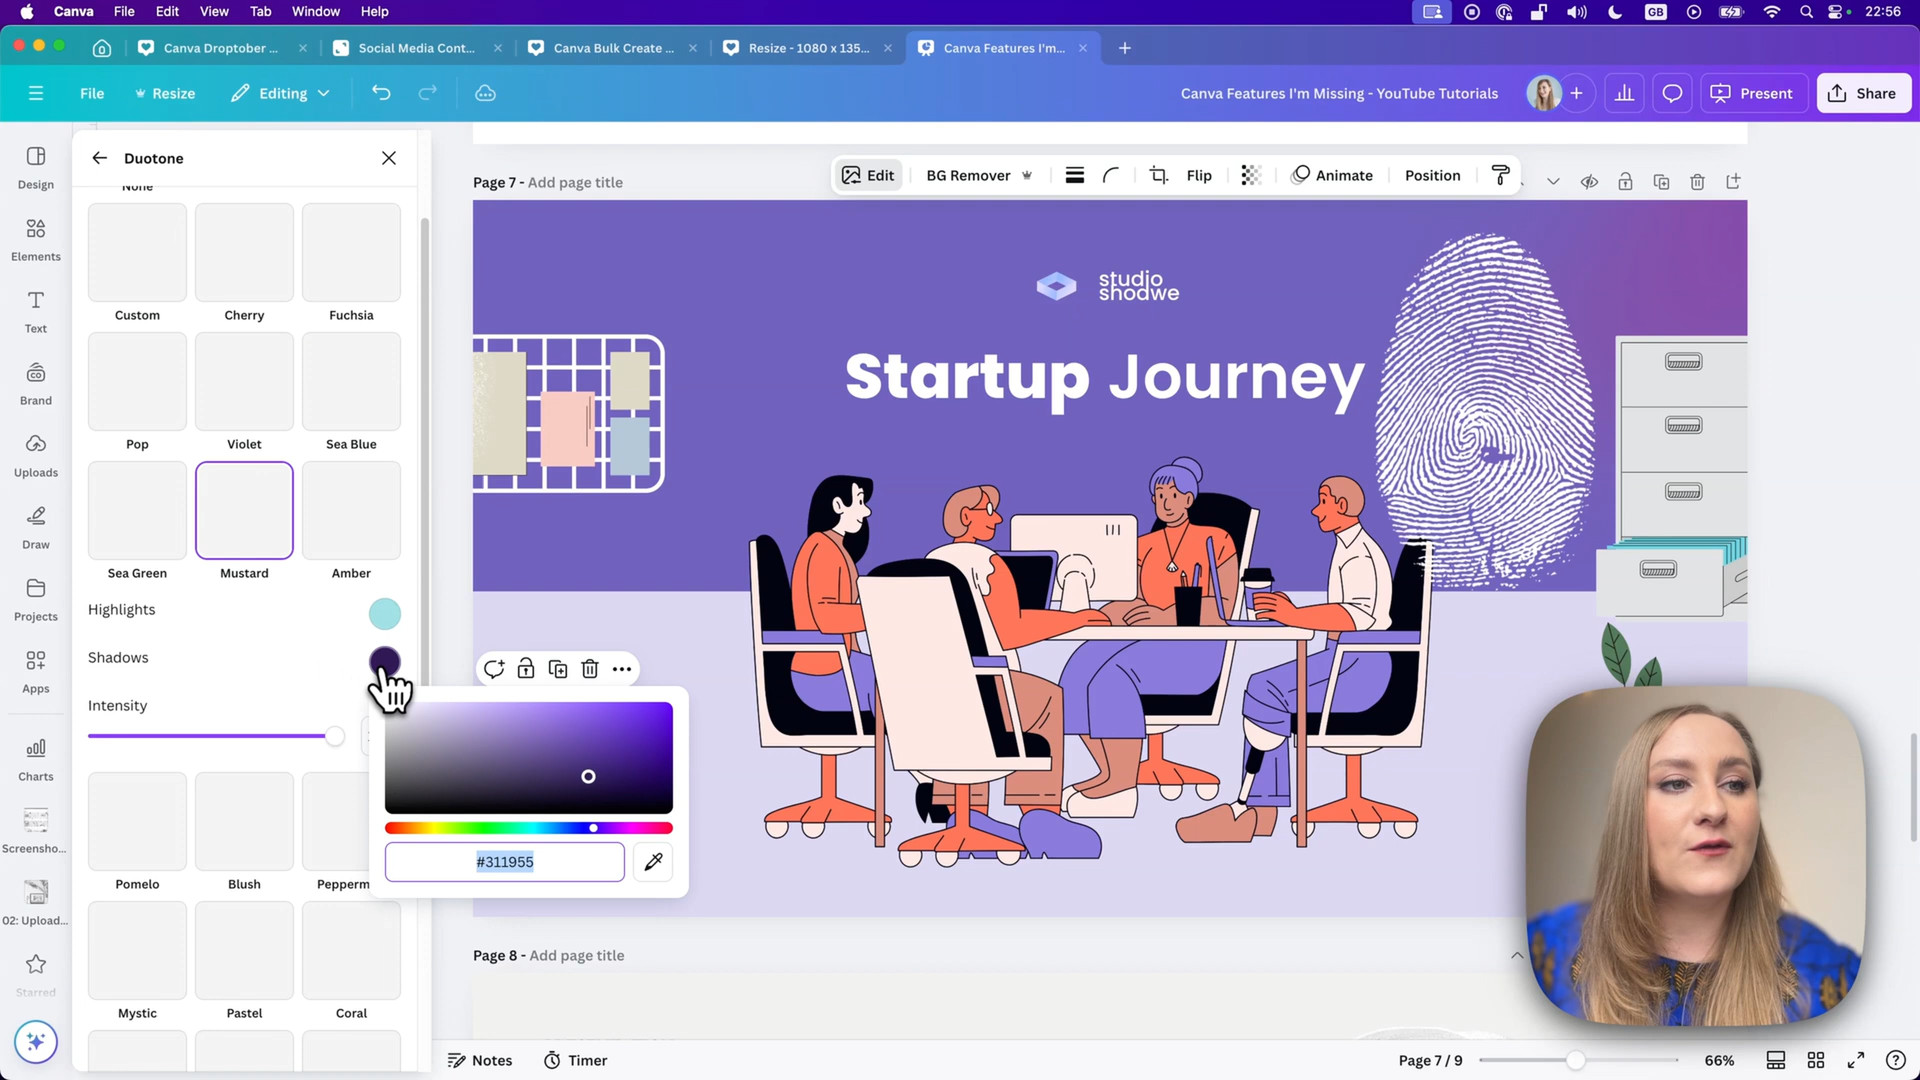 Canva File Edit View Tab Window Help GB 22:56
Canva Droptober ... Social Media Cont... Canva Bulk Create ... Resize - 1080 x 135... Canva Features I'm...
File Resize Editing Canva Features I'm Missing - YouTube Tutorials Present Share
Design
Elements
Text
Brand
Uploads
Draw
Projects
Apps
Charts
Screensho...
02: Upload...
Starred
Duotone
None
Custom Cherry Fuchsia
Pop Violet Sea Blue
Sea Green Mustard Amber
Highlights
Shadows
Intensity
Pomelo Blush Pepperm
Mystic Pastel Coral
#311955
Page 7 - Add page title
Edit BG Remover Flip Animate Position
studio
shodwe
Startup Journey
Page 8 - Add page title
Notes Timer Page 7 / 9 66%